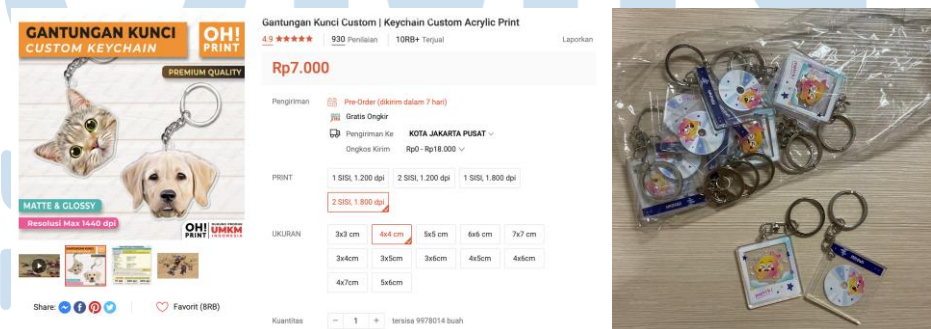 GANTUNGAN KUNCI
CUSTOM KEYCHAIN
OH!
PRINT
PREMIUM QUALITY
MATTE & GLOSSY
Resolusi Max 1440 dpi
OH!
PRINT
UMKM
INDONESIA
Share:
Favorit (8RB)
Gantungan Kunci Custom | Keychain Custom Acrylic Print
4.9 ★★★★★ 930 Penilaian 10RB+ Terjual Laporkan
Rp7.000
Pengiriman Pre-Order (dikirim dalam 7 hari)
Gratis Ongkir
Pengiriman Ke KOTA JAKARTA PUSAT
Ongkos Kirim Rp0 - Rp18.000
PRINT 1 SISI, 1.200 dpi 2 SISI, 1.200 dpi 1 SISI, 1.800 dpi
2 SISI, 1.800 dpi
UKURAN 3x3 cm 4x4 cm 5x5 cm 6x6 cm 7x7 cm
3x4cm 3x5cm 3x6cm 4x5cm 4x6cm
4x7cm 5x6cm
Kuantitas - 1 + tersisa 9978014 buah